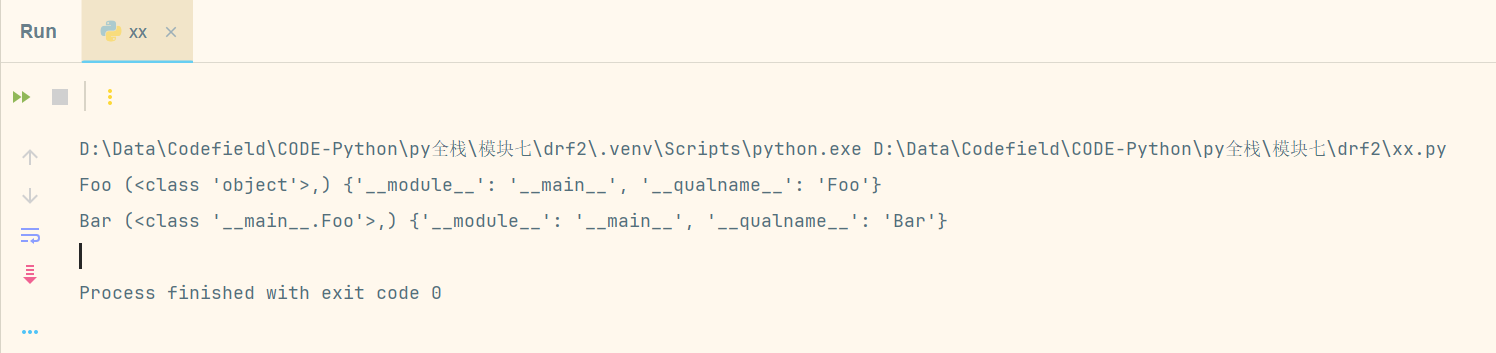 Run xx
D:\Data\Codefield\CODE-Python\py全栈\模块七\drf2\.venv\Scripts\python.exe D:\Data\Codefield\CODE-Python\py全栈\模块七\drf2\xx.py
Foo (<class 'object'>,) {'__module__': '__main__', '__qualname__': 'Foo'}
Bar (<class '__main__.Foo'>,) {'__module__': '__main__', '__qualname__': 'Bar'}
Process finished with exit code 0